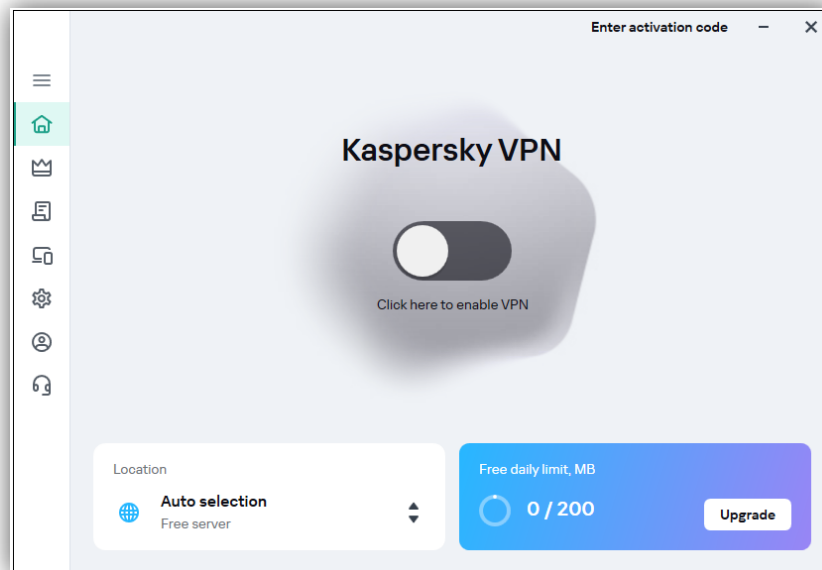 Enter activation code
Kaspersky VPN
Click here to enable VPN
Location
Auto selection
Free server
Free daily limit, MB
0 / 200
Upgrade